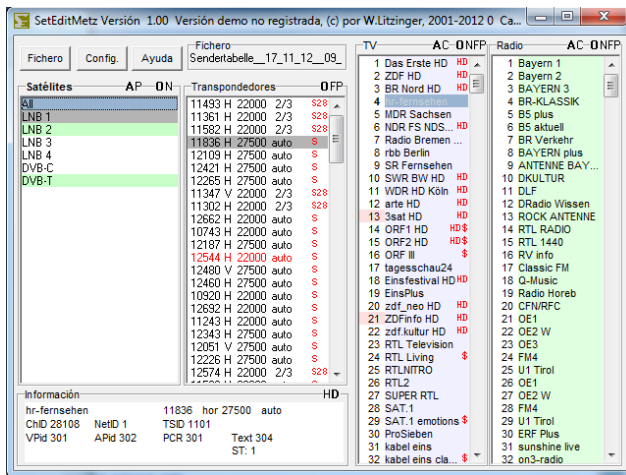 SetEditMetz Versión 1.00 Versión demo no registrada, (c) por W.Litzinger, 2001-2012 0 Ca...
Fichero
Config.
Ayuda
Fichero
Sendertabelle__17_11_12__09_
Satélites AP ON
All
LNB 1
LNB 2
LNB 3
LNB 4
DVB-C
DVB-T
Transpondedores OFP
11493 H 22000 2/3 S28
11361 H 22000 2/3 S28
11582 H 22000 2/3 S28
11836 H 27500 auto S
12109 H 27500 auto S
12421 H 27500 auto S
12265 H 27500 auto S
11347 V 22000 2/3 S28
11302 H 22000 2/3 S28
12662 H 22000 auto S
10743 H 22000 auto S
12187 H 27500 auto S
12544 H 22000 auto S
12480 V 27500 auto S
12460 H 27500 auto S
10920 H 22000 auto S
12692 H 22000 auto S
11243 H 22000 auto S
12343 H 27500 auto S
12051 V 27500 auto S
12226 H 27500 auto S
12574 H 22000 2/3 S28
TV AC-ONFP
1 Das Erste HD HD
2 ZDF HD HD
3 BR Nord HD HD
4 hr-fernsehen
5 MDR Sachsen
6 NDR FS NDS... HD
7 Radio Bremen ...
8 rbb Berlin
9 SR Fernsehen
10 SWR BW HD HD
11 WDR HD Köln HD
12 arte HD HD
13 3sat HD HD
14 ORF1 HD HD$
15 ORF2 HD HD$
16 ORF III $
17 tagesschau24
18 Einsfestival HD HD
19 EinsPlus
20 zdf_neo HD HD
21 ZDFinfo HD HD
22 zdf.kultur HD HD
23 RTL Television
24 RTL Living $
25 RTLNITRO
26 RTL2
27 SUPER RTL
28 SAT.1
29 SAT.1 emotions $
30 ProSieben
31 kabel eins
32 kabel eins cla... $
Radio AC-ONFP
1 Bayern 1
2 Bayern 2
3 BAYERN 3
4 BR-KLASSIK
5 B5 plus
6 B5 aktuell
7 BR Verkehr
8 BAYERN plus
9 ANTENNE BAY...
10 DKULTUR
11 DLF
12 DRadio Wissen
13 ROCK ANTENNE
14 RTL RADIO
15 RTL 1440
16 RV info
17 Classic FM
18 Q-Music
19 Radio Horeb
20 CFN/RFC
21 OE1
22 OE2 W
23 OE3
24 FM4
25 U1 Tirol
26 OE1
27 OE2 W
28 FM4
29 U1 Tirol
30 ERF Plus
31 sunshine live
32 on3-radio
Información HD-
hr-fernsehen 11836 hor 27500 auto
ChID 28108 NetID 1 TSID 1101
VPid 301 APid 302 PCR 301 Text 304
ST: 1